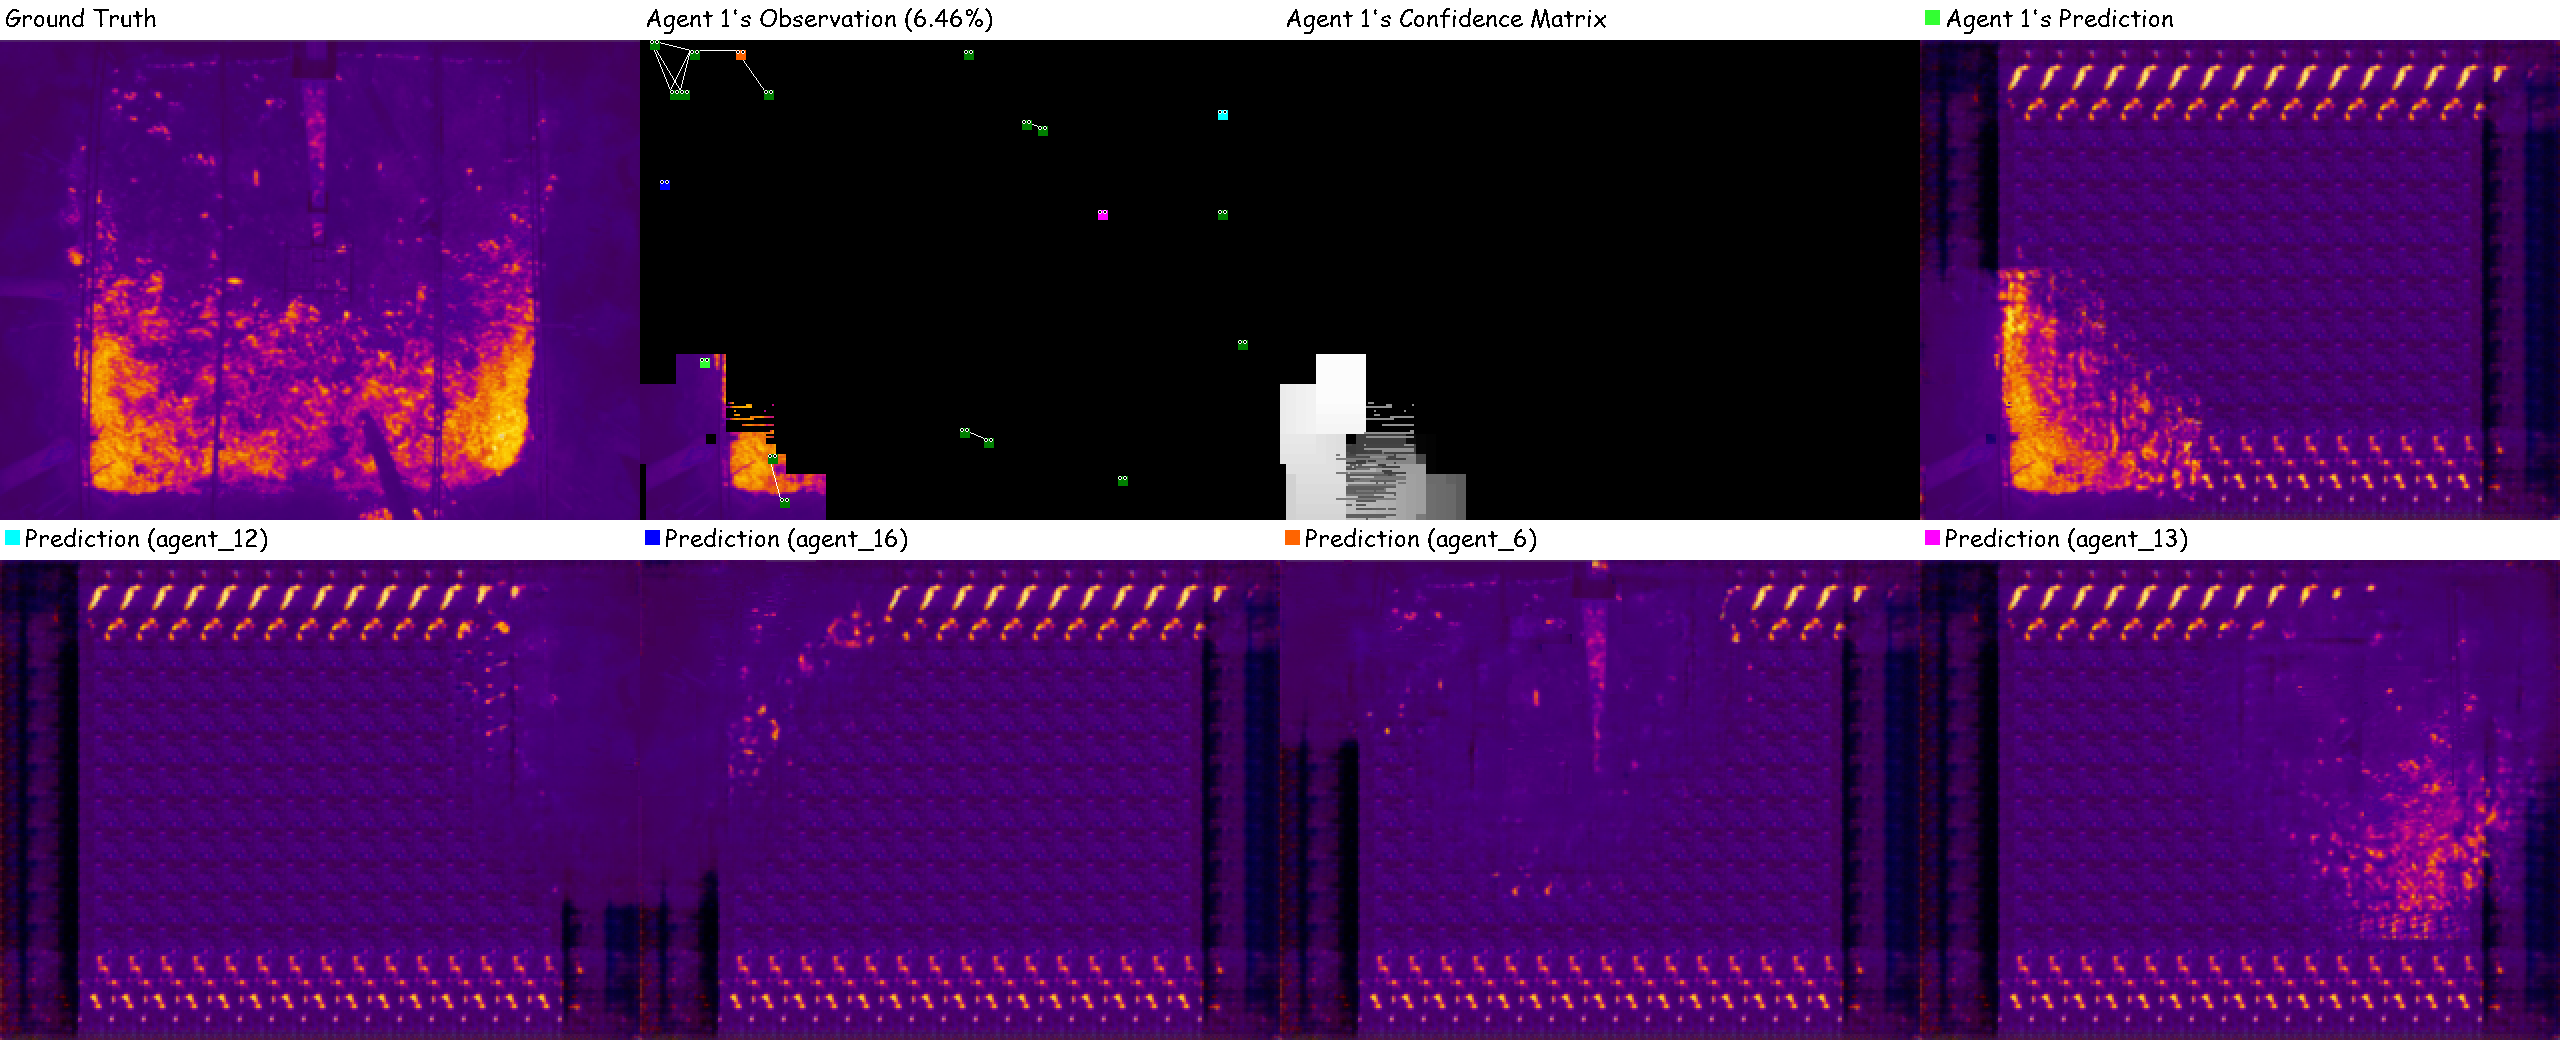 Ground Truth
Agent 1's Observation (6.46%)
Agent 1's Confidence Matrix
Agent 1's Prediction
Prediction (agent_12)
Prediction (agent_16)
Prediction (agent_6)
Prediction (agent_13)